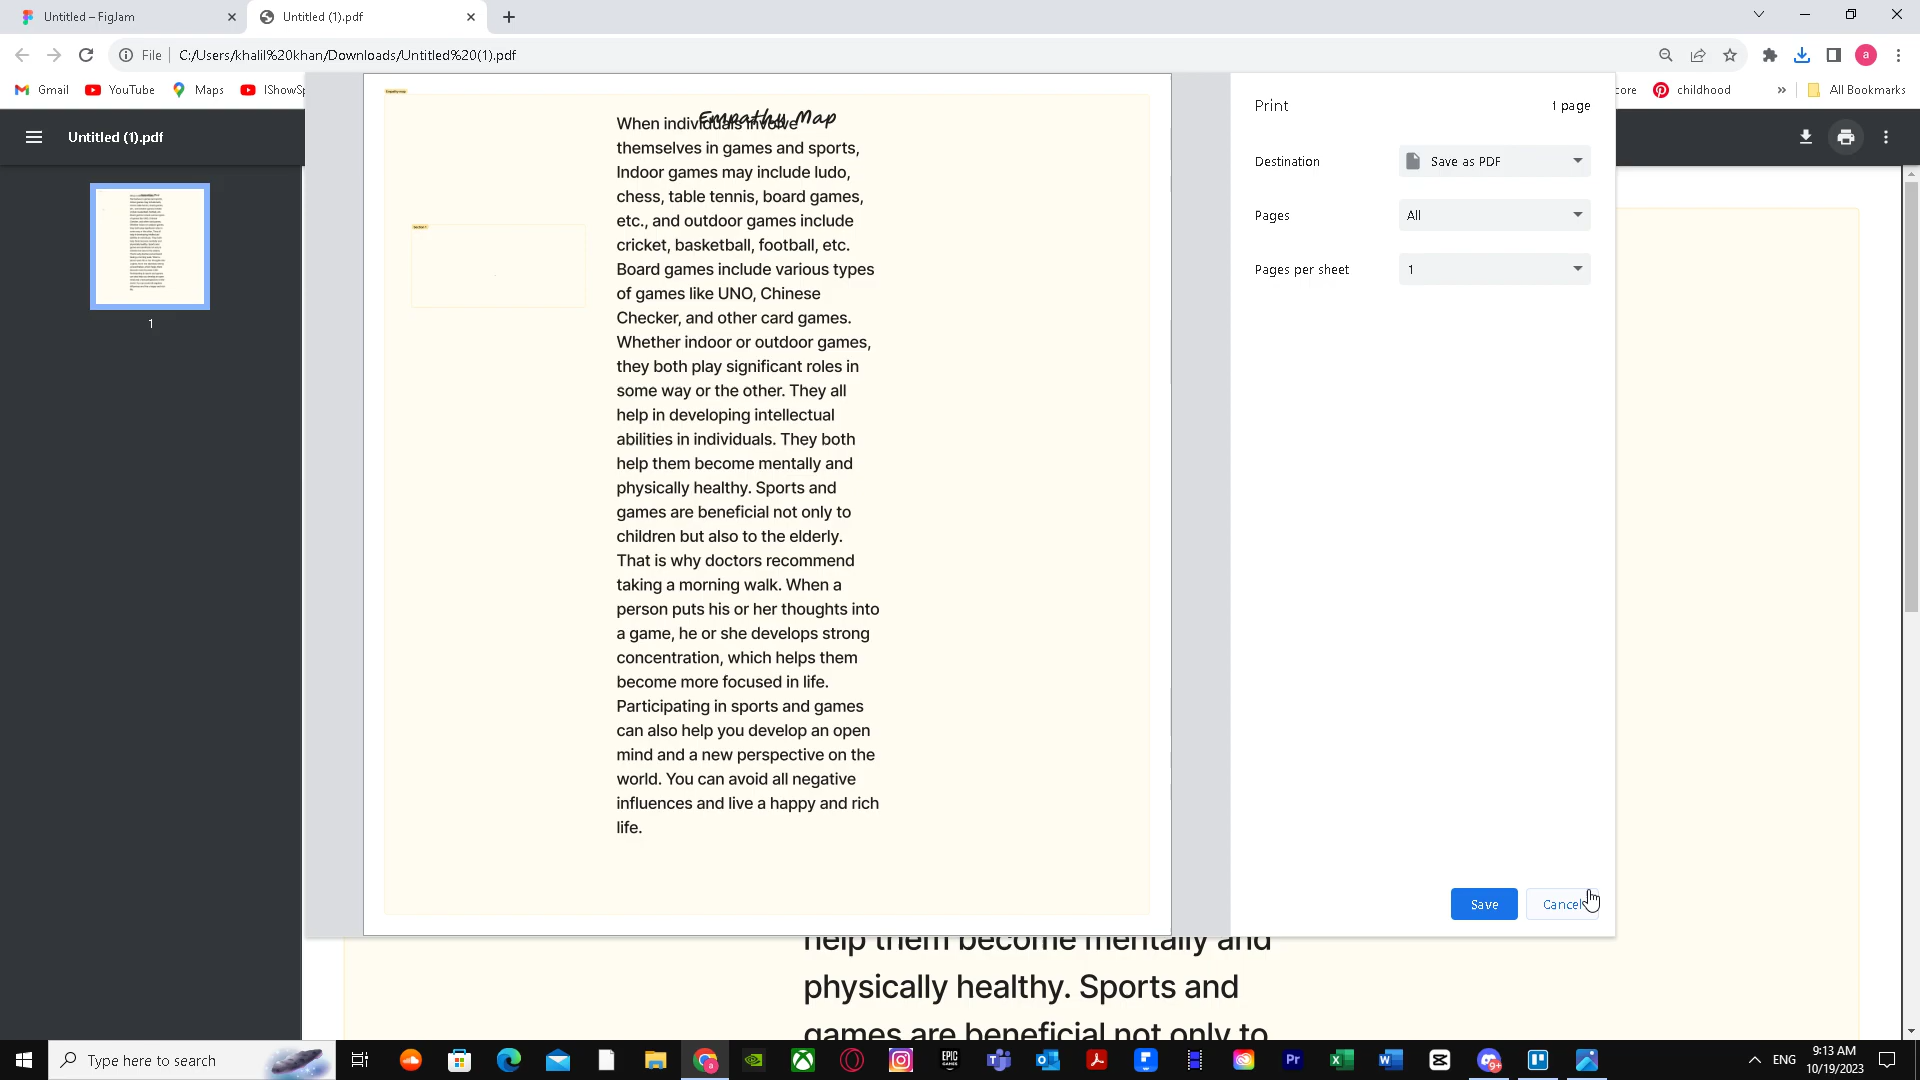 Untitled – FigJam
Untitled (1).pdf
File
C:/Users/khalil%20khan/Downloads/Untitled%20(1).pdf
a
Gmail
YouTube
Maps
IShowSp
core
childhood
»
All Bookmarks
Untitled (1).pdf
1
Empathy map
Empathy Map
Section 1
When individuals involve
themselves in games and sports,
Indoor games may include ludo,
chess, table tennis, board games,
etc., and outdoor games include
cricket, basketball, football, etc.
Board games include various types
of games like UNO, Chinese
Checker, and other card games.
Whether indoor or outdoor games,
they both play significant roles in
some way or the other. They all
help in developing intellectual
abilities in individuals. They both
help them become mentally and
physically healthy. Sports and
games are beneficial not only to
children but also to the elderly.
That is why doctors recommend
taking a morning walk. When a
person puts his or her thoughts into
a game, he or she develops strong
concentration, which helps them
become more focused in life.
Participating in sports and games
can also help you develop an open
mind and a new perspective on the
world. You can avoid all negative
influences and live a happy and rich
life.
Print
1 page
Destination
Save as PDF
Pages
All
Pages per sheet
1
Save
Cancel
help them become mentally and
physically healthy. Sports and
games are beneficial not only to
Type here to search
EPIC
GAMES
Pr
9+
ENG
9:13 AM
10/19/2023